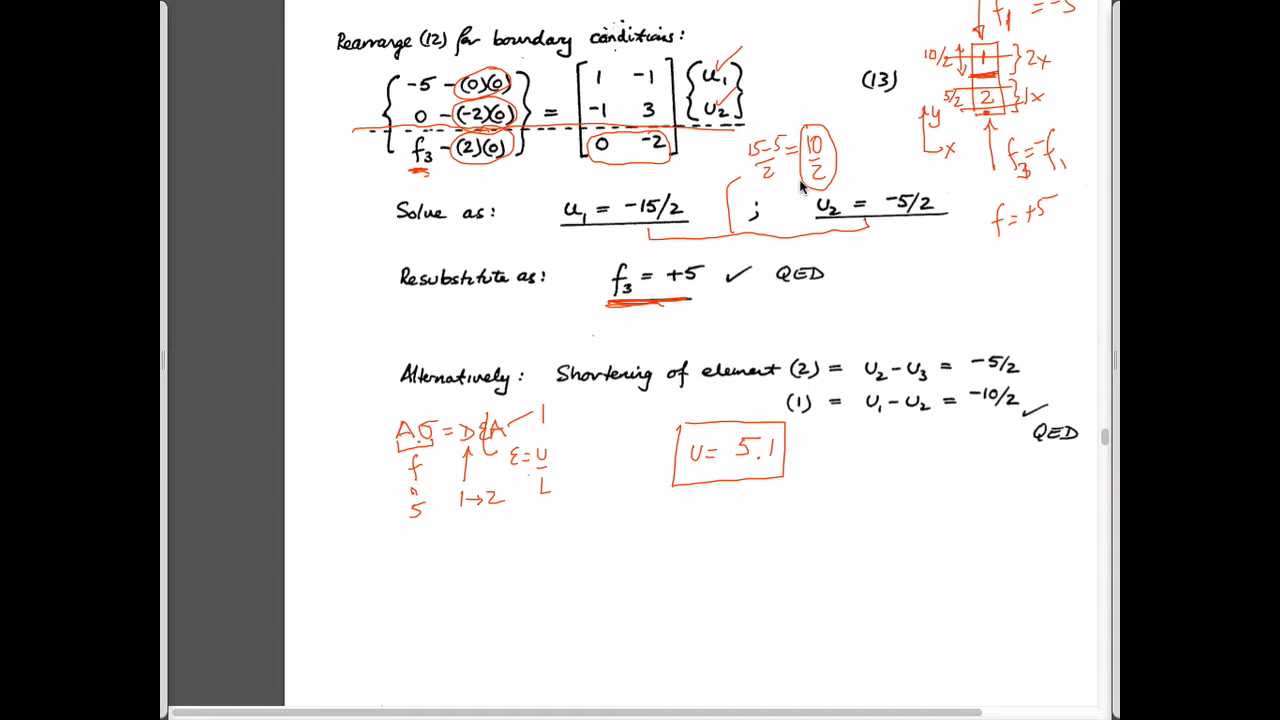 Rearrange (12) for boundary conditions:
{ -5 - (0)(0) } = [ 1 -1 ] { u1 } (13)
{ 0 - (-2)(0) } [ -1 3 ] { u2 }
{ f3 - (2)(0) } [ 0 -2 ]
f1 = -5
10/2 1 } 2x
5/2 2 } 1x
y
x
f3 = -f1
f = +5
15-5/2 = 10/2
Solve as: u1 = -15/2 ; u2 = -5/2
Resubstitute as: f3 = +5 ✓ QED
Alternatively: Shortening of element (2) = u2 - u3 = -5/2
(1) = u1 - u2 = -10/2 ✓
QED
A.σ = D ε A 1
f
"
5
1→2
ε = u/L
u = 5.1